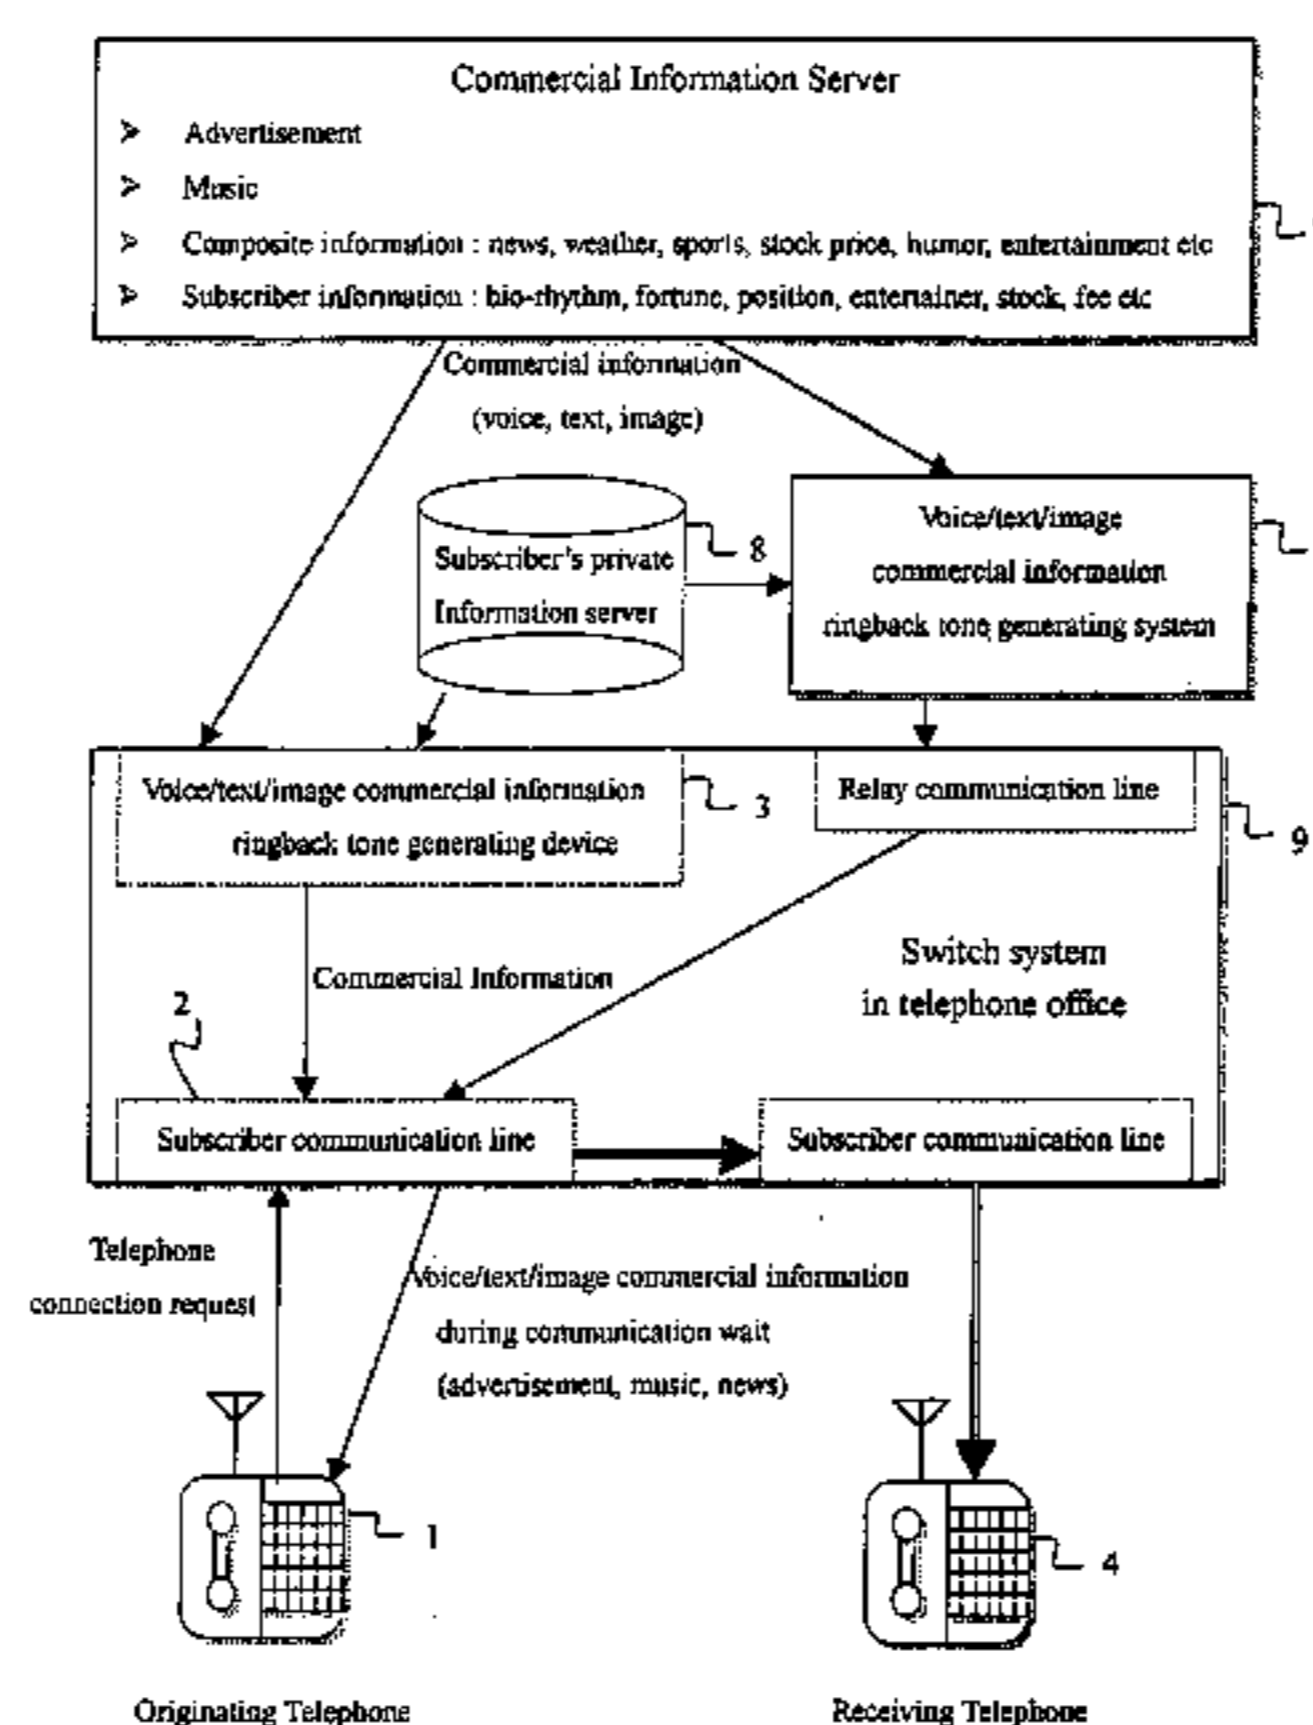 Commercial Information Server
➢ Advertisement
➢ Music
➢ Composite information : news, weather, sports, stock price, humor, entertainment etc
➢ Subscriber information : bio-rhythm, fortune, position, entertainer, stock, fee etc
Commercial information
(voice, text, image)
Subscriber's private
Information server
8
Voice/text/image
commercial information
ringback tone generating system
Voice/text/image commercial information
ringback tone generating device
3
Relay communication line
9
Commercial Information
Switch system
in telephone office
2
Subscriber communication line
Subscriber communication line
Telephone
connection request
Voice/text/image commercial information
during communication wait
(advertisement, music, news)
1
4
Originating Telephone
Receiving Telephone